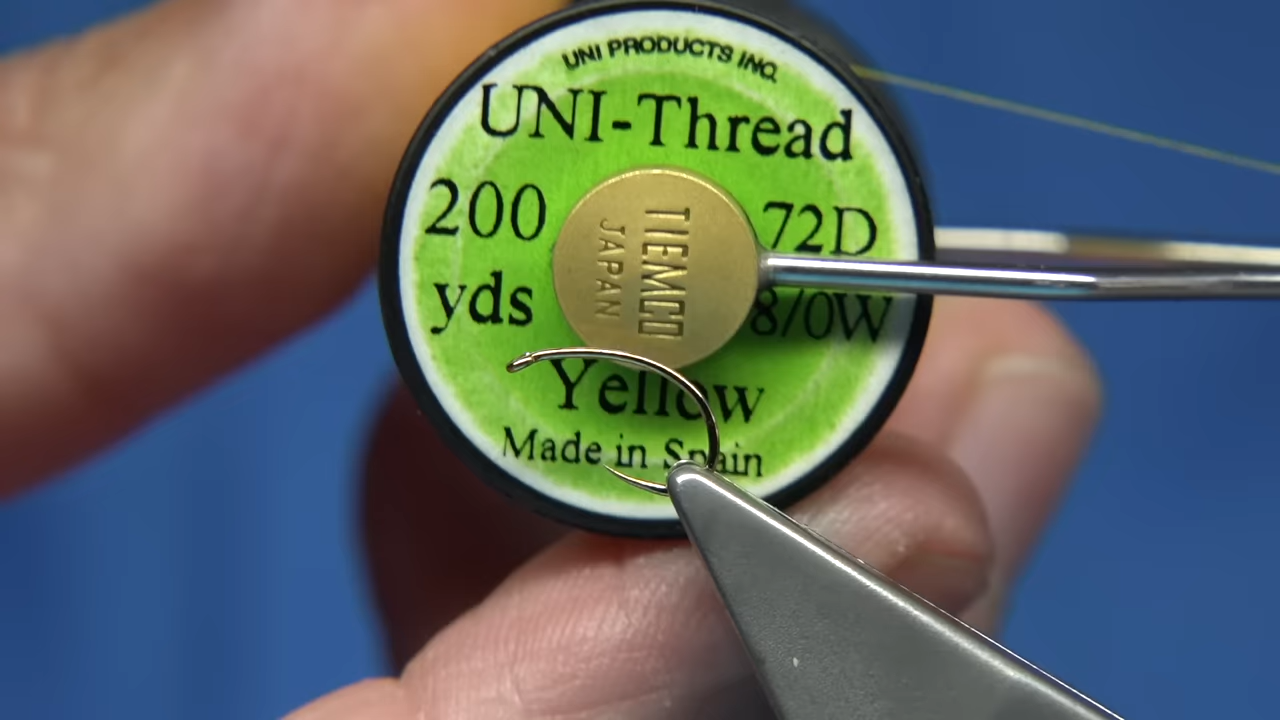 UNI PRODUCTS INC.
UNI-Thread
200 yds
72D
8/0W
TIEMCO
JAPAN
Yellow
Made in Spain